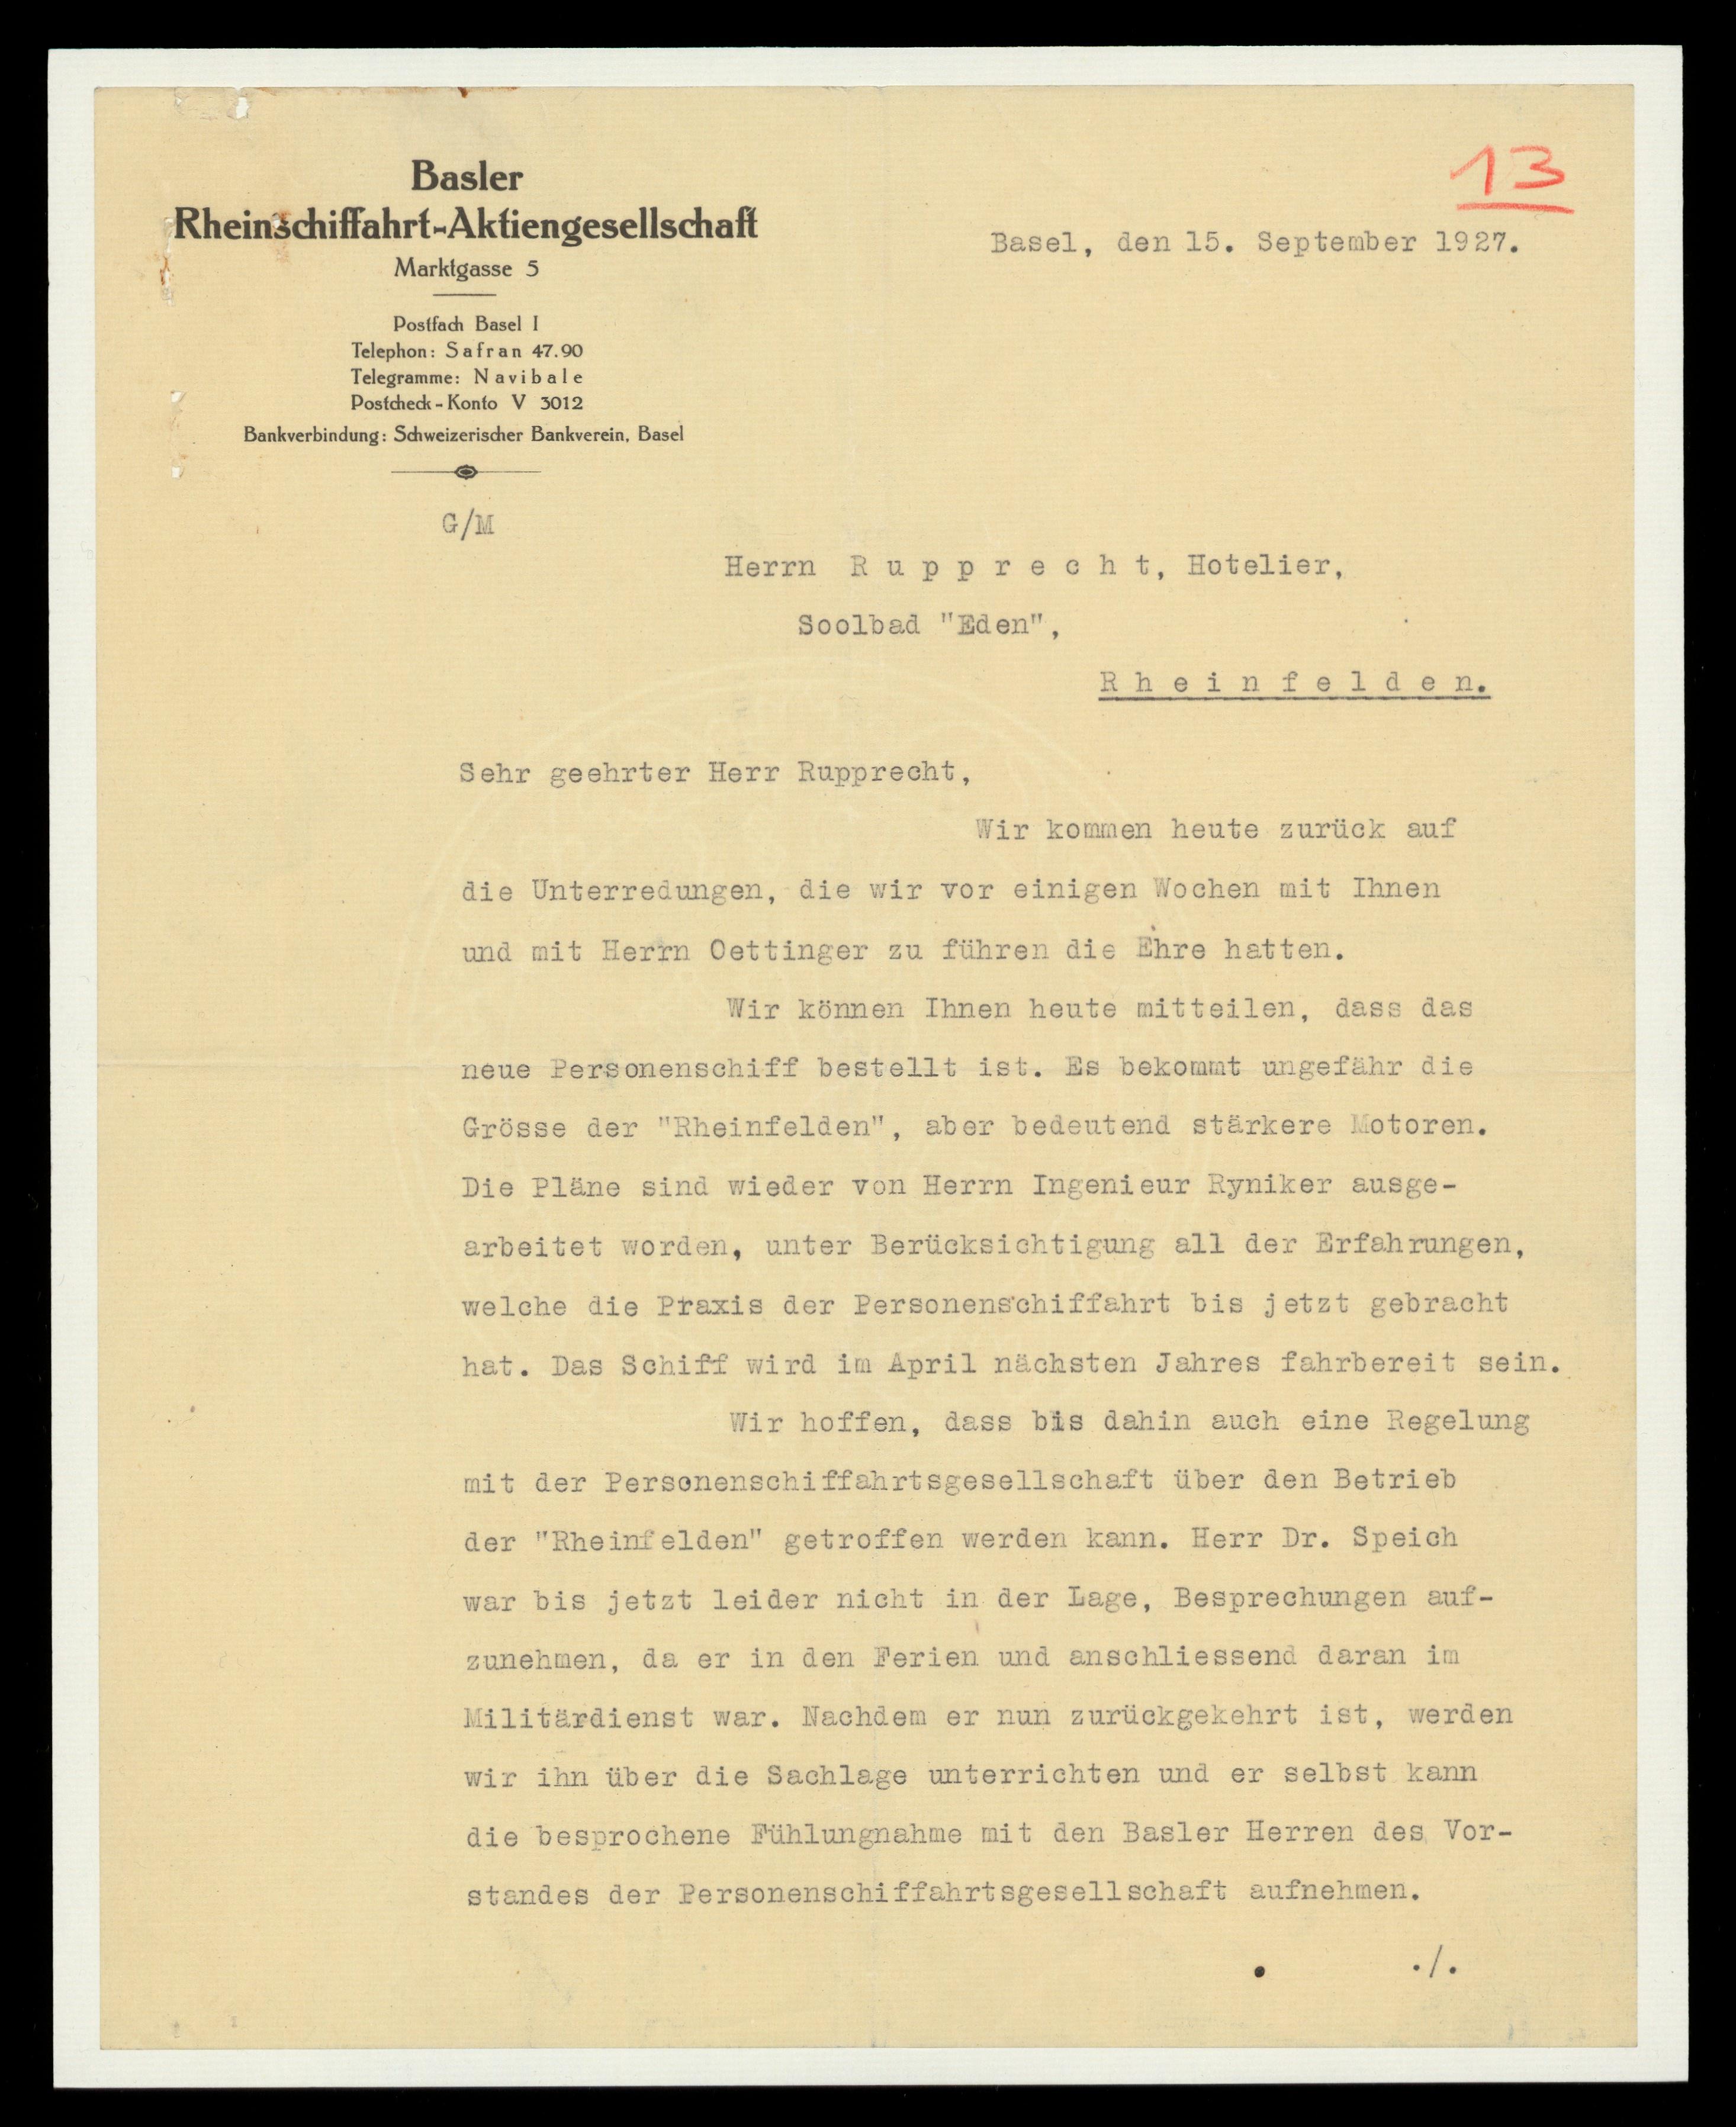 Basler
Rheinschiffahrt-Aktiengesellschaft
Marktgasse 5
Postfach Basel I
Telephon: Safran 47.90
Telegramme: Navibale
Postcheck-Konto V 3012
Bankverbindung: Schweizerischer Bankverein, Basel
13
Basel, den 15. September 1927.
G/M
Herrn R u p p r e c h t, Hotelier,
Soolbad "Eden",
R h e i n f e l d e n.
Sehr geehrter Herr Rupprecht,
Wir kommen heute zurück auf
die Unterredungen, die wir vor einigen Wochen mit Ihnen
und mit Herrn Oettinger zu führen die Ehre hatten.
Wir können Ihnen heute mitteilen, dass das
neue Personenschiff bestellt ist. Es bekommt ungefähr die
Grösse der "Rheinfelden", aber bedeutend stärkere Motoren.
Die Pläne sind wieder von Herrn Ingenieur Ryniker ausge-
arbeitet worden, unter Berücksichtigung all der Erfahrungen,
welche die Praxis der Personenschiffahrt bis jetzt gebracht
hat. Das Schiff wird im April nächsten Jahres fahrbereit sein.
Wir hoffen, dass bis dahin auch eine Regelung
mit der Personenschiffahrtsgesellschaft über den Betrieb
der "Rheinfelden" getroffen werden kann. Herr Dr. Speich
war bis jetzt leider nicht in der Lage, Besprechungen auf-
zunehmen, da er in den Ferien und anschliessend daran im
Militärdienst war. Nachdem er nun zurückgekehrt ist, werden
wir ihn über die Sachlage unterrichten und er selbst kann
die besprochene Fühlungnahme mit den Basler Herren des Vor-
standes der Personenschiffahrtsgesellschaft aufnehmen.
./.